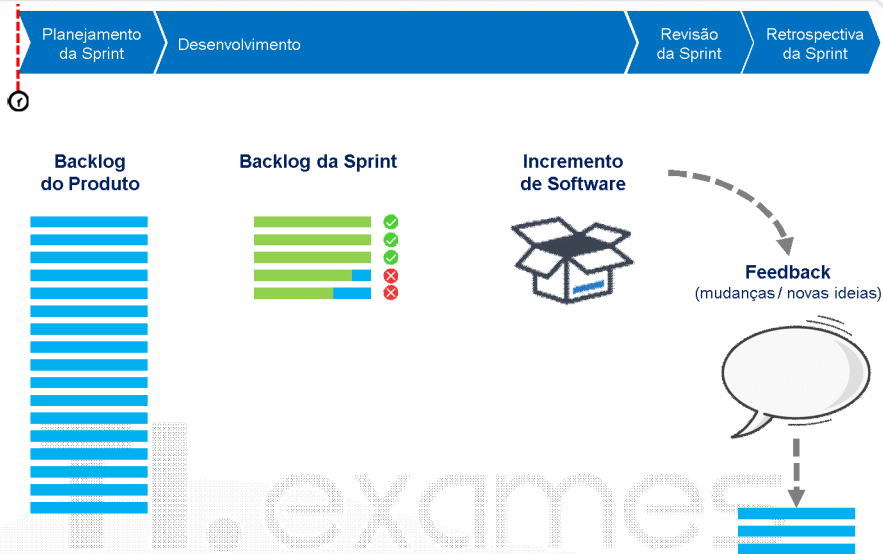 Planejamento
da Sprint
Desenvolvimento
Revisão
da Sprint
Retrospectiva
da Sprint
Backlog
do Produto
Backlog da Sprint
Incremento
de Software
Feedback
(mudanças / novas ideias)
ti.exames